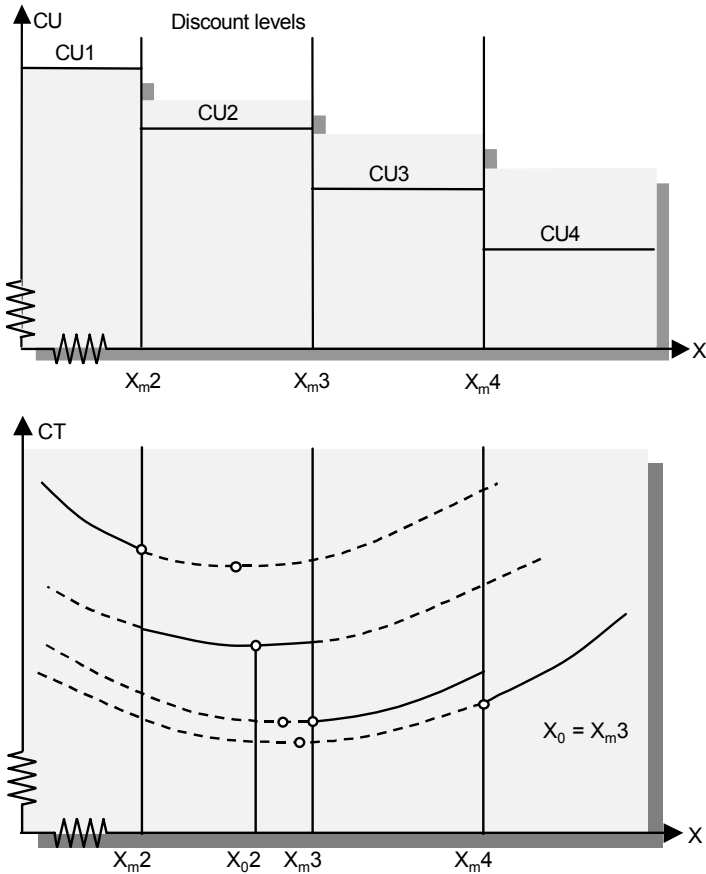 CU
Discount levels
CU1
CU2
CU3
CU4
X
Xm2
Xm3
Xm4
CT
X0 = Xm3
X
Xm2
X02
Xm3
Xm4